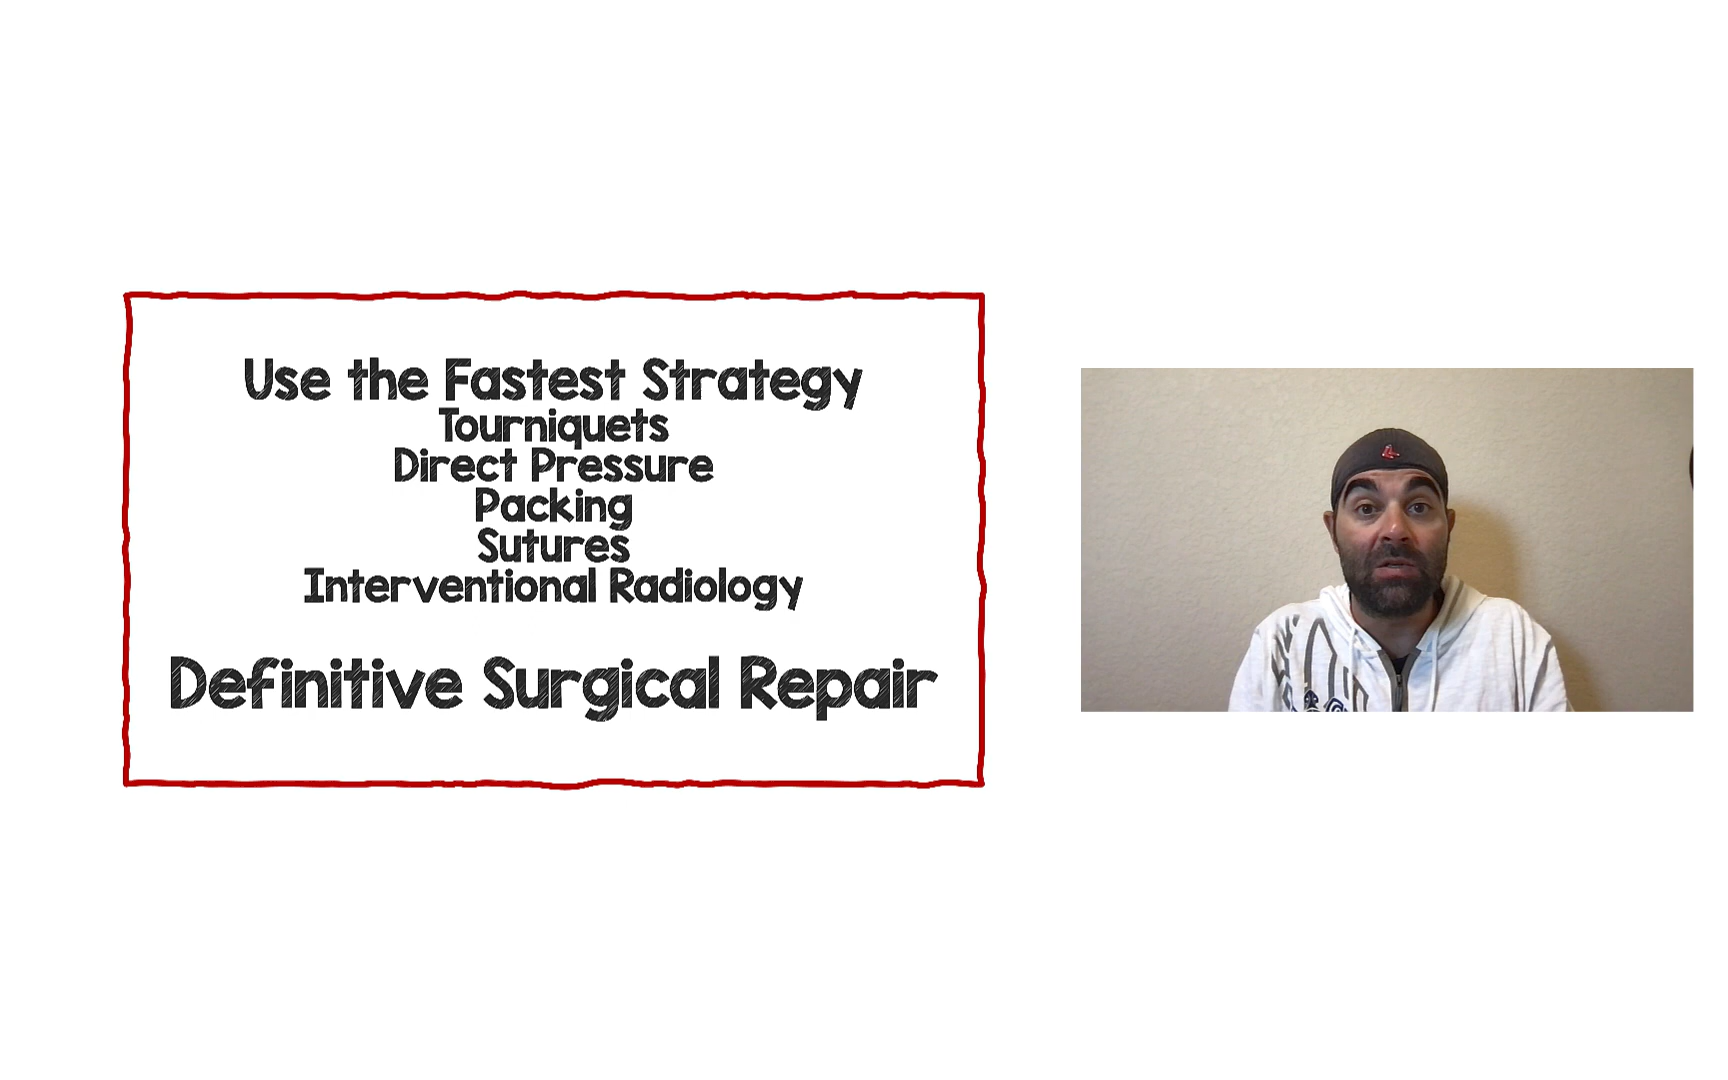 Use the Fastest Strategy
Tourniquets
Direct Pressure
Packing
Sutures
Interventional Radiology
Definitive Surgical Repair